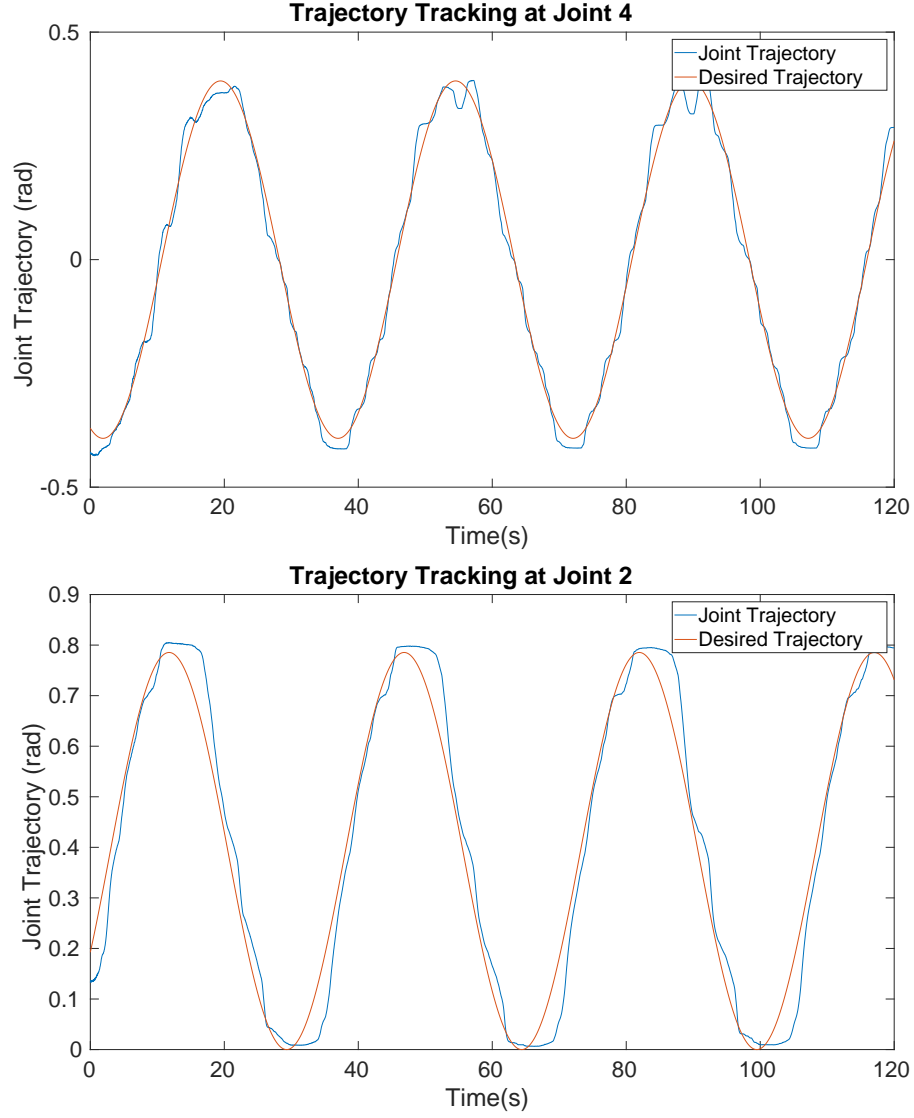 Trajectory Tracking at Joint 4
Joint Trajectory (rad)
0.5
0
-0.5
Joint Trajectory
Desired Trajectory
0 20 40 60 80 100 120
Time(s)
Trajectory Tracking at Joint 2
Joint Trajectory (rad)
0.9
0.8
0.7
0.6
0.5
0.4
0.3
0.2
0.1
0
Joint Trajectory
Desired Trajectory
0 20 40 60 80 100 120
Time(s)